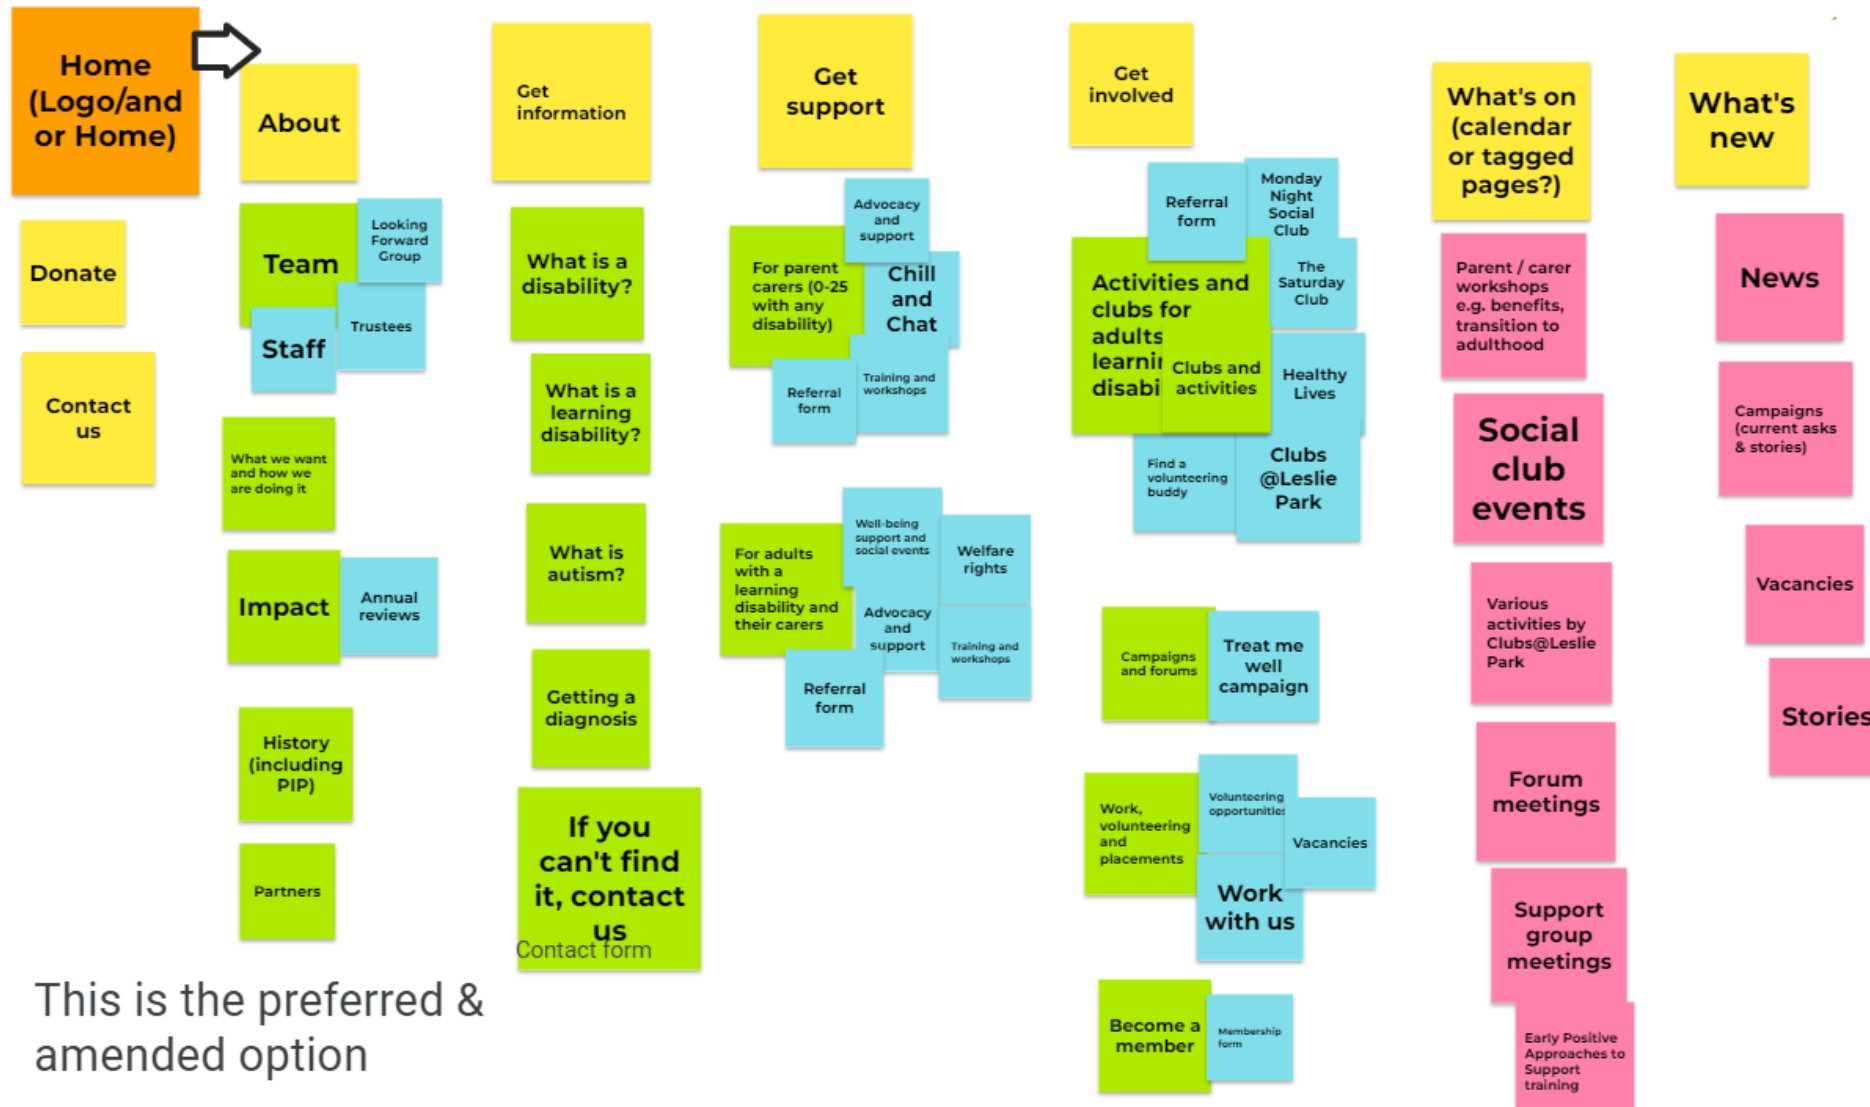 Home
(Logo/and
or Home)
Donate
Contact
us
About
Team
Looking
Forward
Group
Staff
Trustees
What we want
and how we
are doing it
Impact
Annual
reviews
History
(including
PIP)
Partners
This is the preferred &
amended option
Get
information
What is a
disability?
What is a
learning
disability?
What is
autism?
Getting a
diagnosis
If you
can't find
it, contact
us
Contact form
Get
support
Advocacy
and
support
For parent
carers (0-25
with any
disability)
Chill
and
Chat
Referral
form
Training and
workshops
For adults
with a
learning
disability and
their carers
Well-being
support and
social events
Welfare
rights
Advocacy
and
support
Training and
workshops
Referral
form
Get
involved
Referral
form
Monday
Night
Social
Club
Activities and
clubs for
adults
learnin
disabi
Clubs and
activities
The
Saturday
Club
Healthy
Lives
Find a
volunteering
buddy
Clubs
@Leslie
Park
Campaigns
and forums
Treat me
well
campaign
Work,
volunteering
and
placements
Volunteering
opportunities
Vacancies
Work
with us
Become a
member
Membership
form
What's on
(calendar
or tagged
pages?)
Parent / carer
workshops
e.g. benefits,
transition to
adulthood
Social
club
events
Various
activities by
Clubs@Leslie
Park
Forum
meetings
Support
group
meetings
Early Positive
Approaches to
Support
training
What's
new
News
Campaigns
(current asks
& stories)
Vacancies
Stories